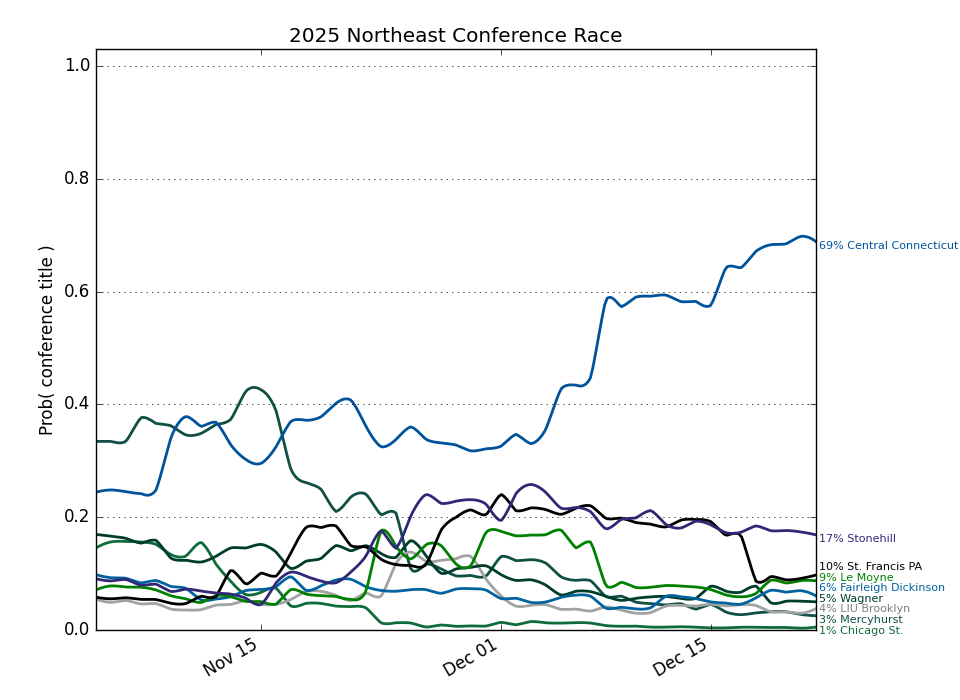 2025 Northeast Conference Race
1.0
0.8
0.6
0.4
0.2
0.0
Prob( conference title )
Nov 15
Dec 01
Dec 15
69% Central Connecticut
17% Stonehill
10% St. Francis PA
9% Le Moyne
6% Fairleigh Dickinson
5% Wagner
4% LIU Brooklyn
3% Mercyhurst
1% Chicago St.